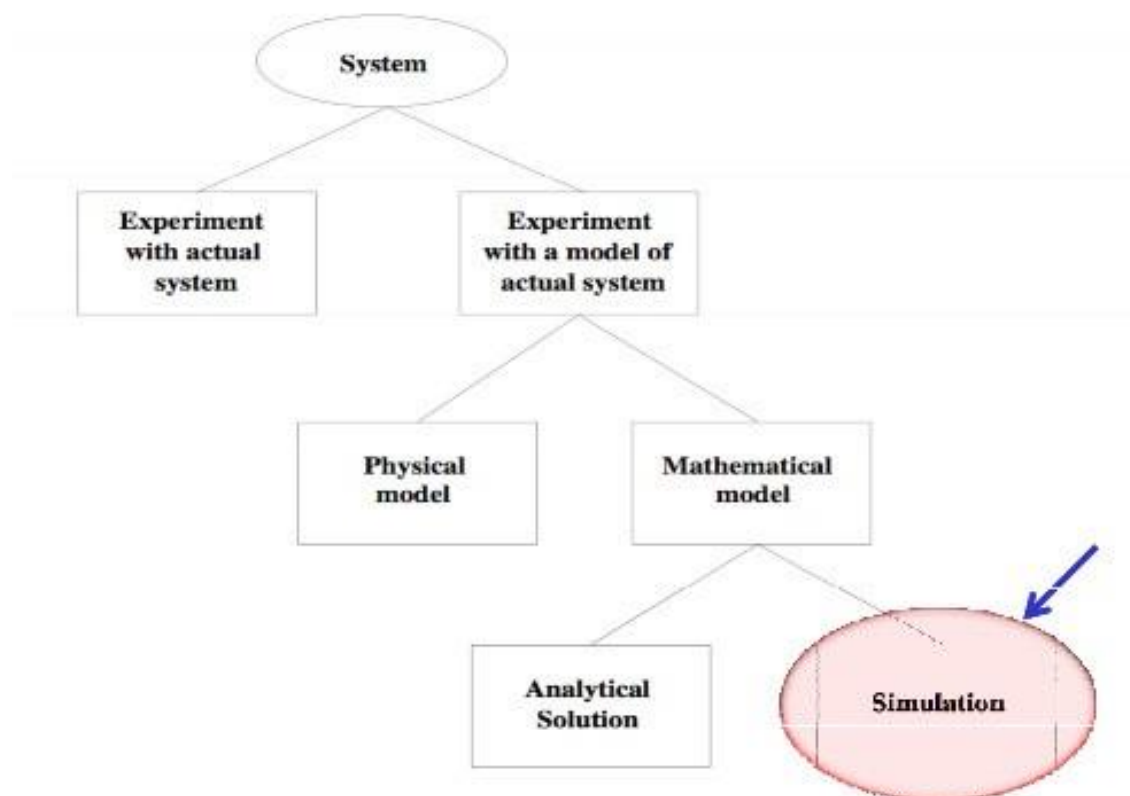 System
Experiment
with actual
system
Experiment
with a model of
actual system
Physical
model
Mathematical
model
Analytical
Solution
Simulation